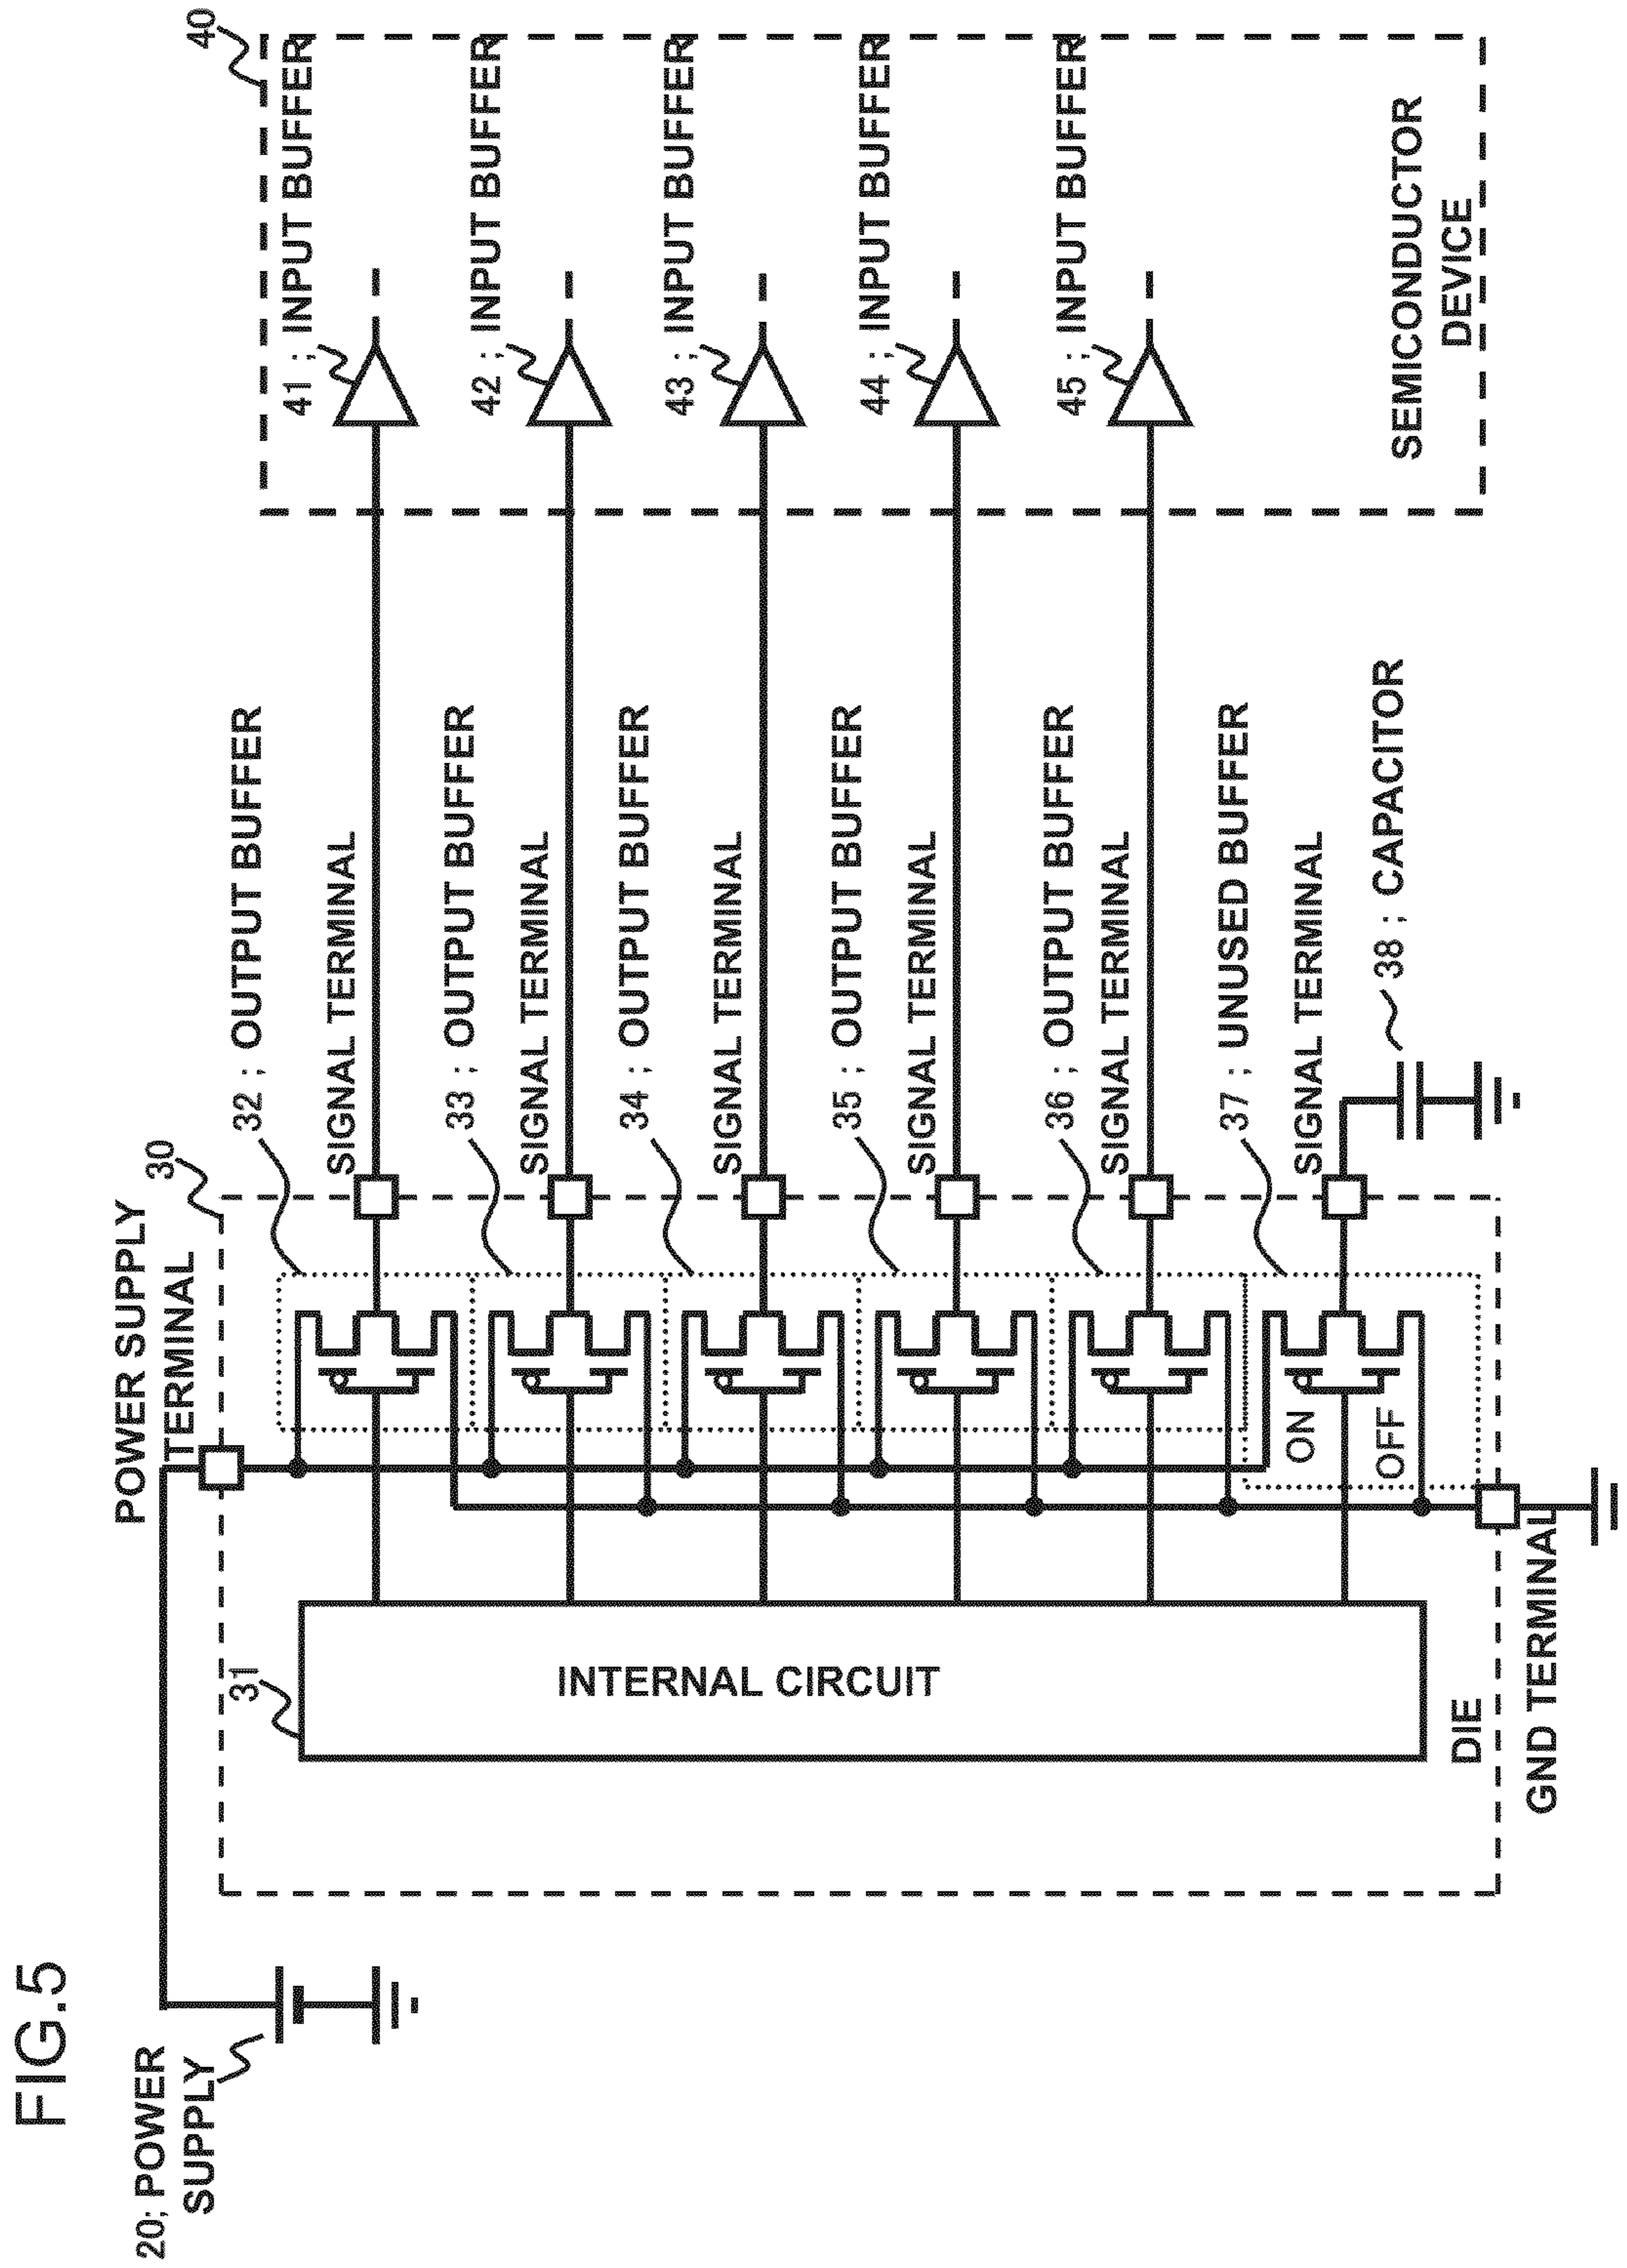 FIG.5
20; POWER
SUPPLY
POWER SUPPLY
TERMINAL
30
31
INTERNAL CIRCUIT
DIE
GND TERMINAL
32 ; OUTPUT BUFFER
SIGNAL TERMINAL
33 ; OUTPUT BUFFER
SIGNAL TERMINAL
34 ; OUTPUT BUFFER
SIGNAL TERMINAL
35 ; OUTPUT BUFFER
SIGNAL TERMINAL
36 ; OUTPUT BUFFER
SIGNAL TERMINAL
37 ; UNUSED BUFFER
SIGNAL TERMINAL
ON
OFF
38 ; CAPACITOR
40
41 ; INPUT BUFFER
42 ; INPUT BUFFER
43 ; INPUT BUFFER
44 ; INPUT BUFFER
45 ; INPUT BUFFER
SEMICONDUCTOR
DEVICE